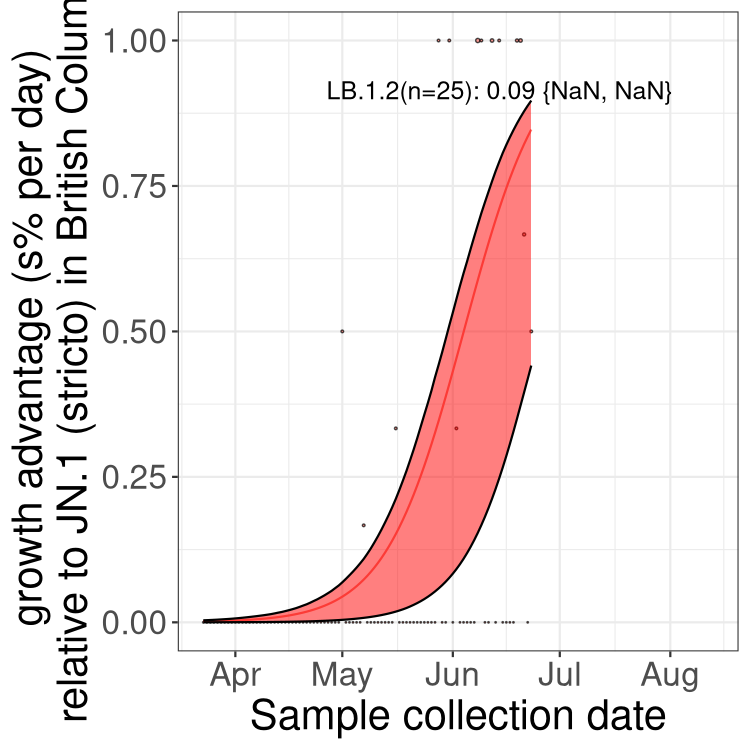 growth advantage (s% per day)
relative to JN.1 (stricto) in British Colum
1.00
0.75
0.50
0.25
0.00
LB.1.2(n=25): 0.09 {NaN, NaN}
Apr May Jun Jul Aug
Sample collection date